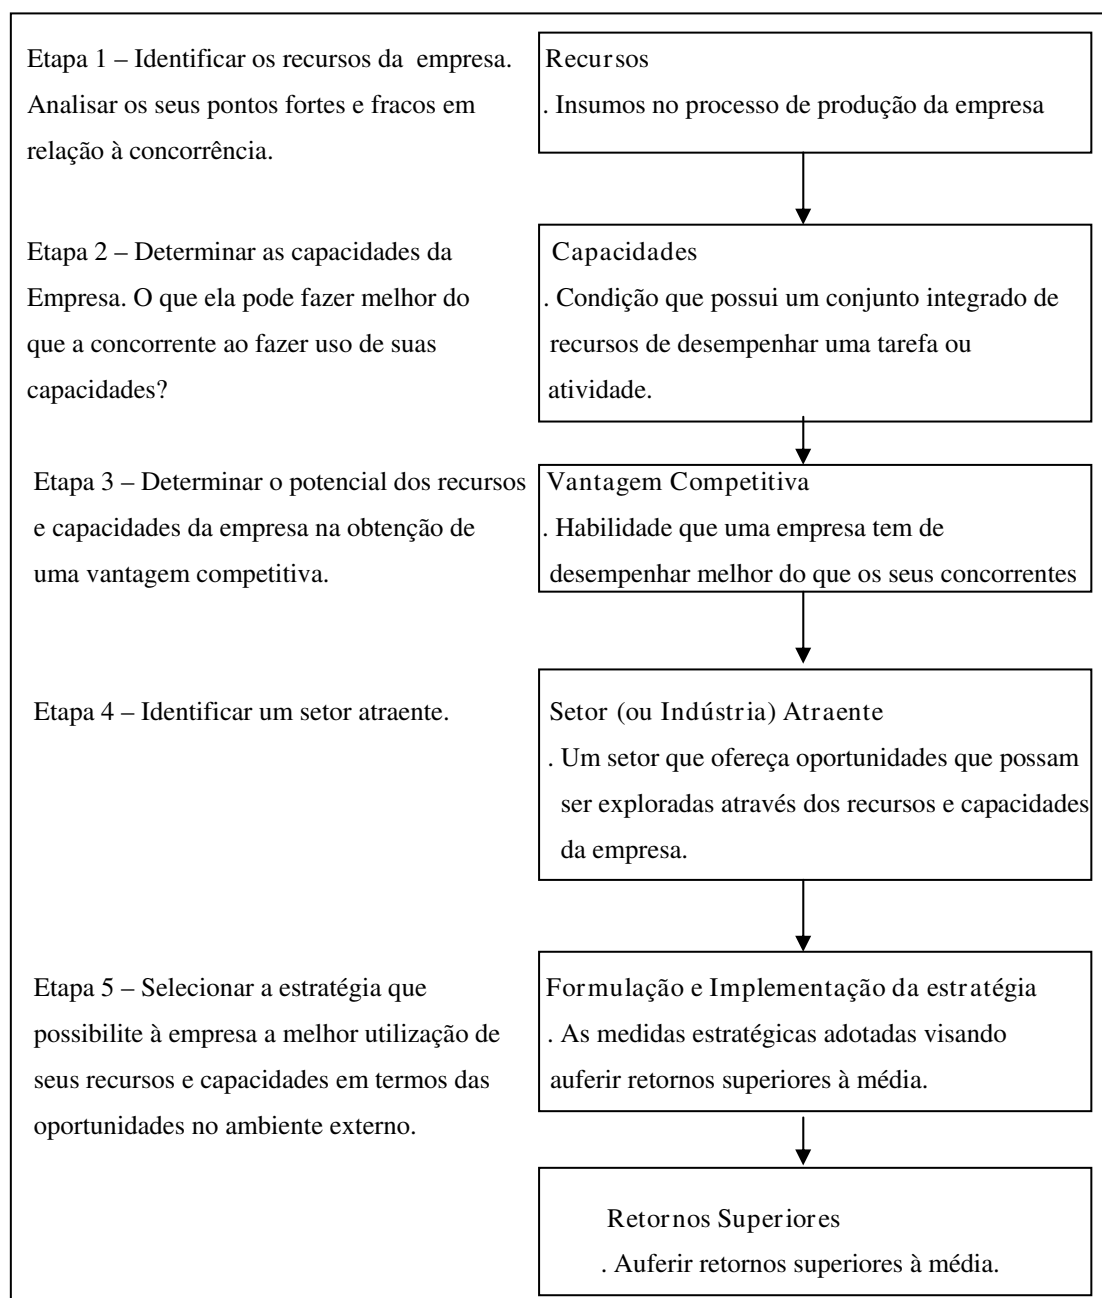 Etapa 1 – Identificar os recursos da empresa.
Analisar os seus pontos fortes e fracos em
relação à concorrência.
Recursos
. Insumos no processo de produção da empresa
Etapa 2 – Determinar as capacidades da
Empresa. O que ela pode fazer melhor do
que a concorrente ao fazer uso de suas
capacidades?
Capacidades
. Condição que possui um conjunto integrado de
recursos de desempenhar uma tarefa ou
atividade.
Etapa 3 – Determinar o potencial dos recursos
e capacidades da empresa na obtenção de
uma vantagem competitiva.
Vantagem Competitiva
. Habilidade que uma empresa tem de
desempenhar melhor do que os seus concorrentes
Etapa 4 – Identificar um setor atraente.
Setor (ou Indústria) Atraente
. Um setor que ofereça oportunidades que possam
ser exploradas através dos recursos e capacidades
da empresa.
Etapa 5 – Selecionar a estratégia que
possibilite à empresa a melhor utilização de
seus recursos e capacidades em termos das
oportunidades no ambiente externo.
Formulação e Implementação da estratégia
. As medidas estratégicas adotadas visando
auferir retornos superiores à média.
Retornos Superiores
. Auferir retornos superiores à média.